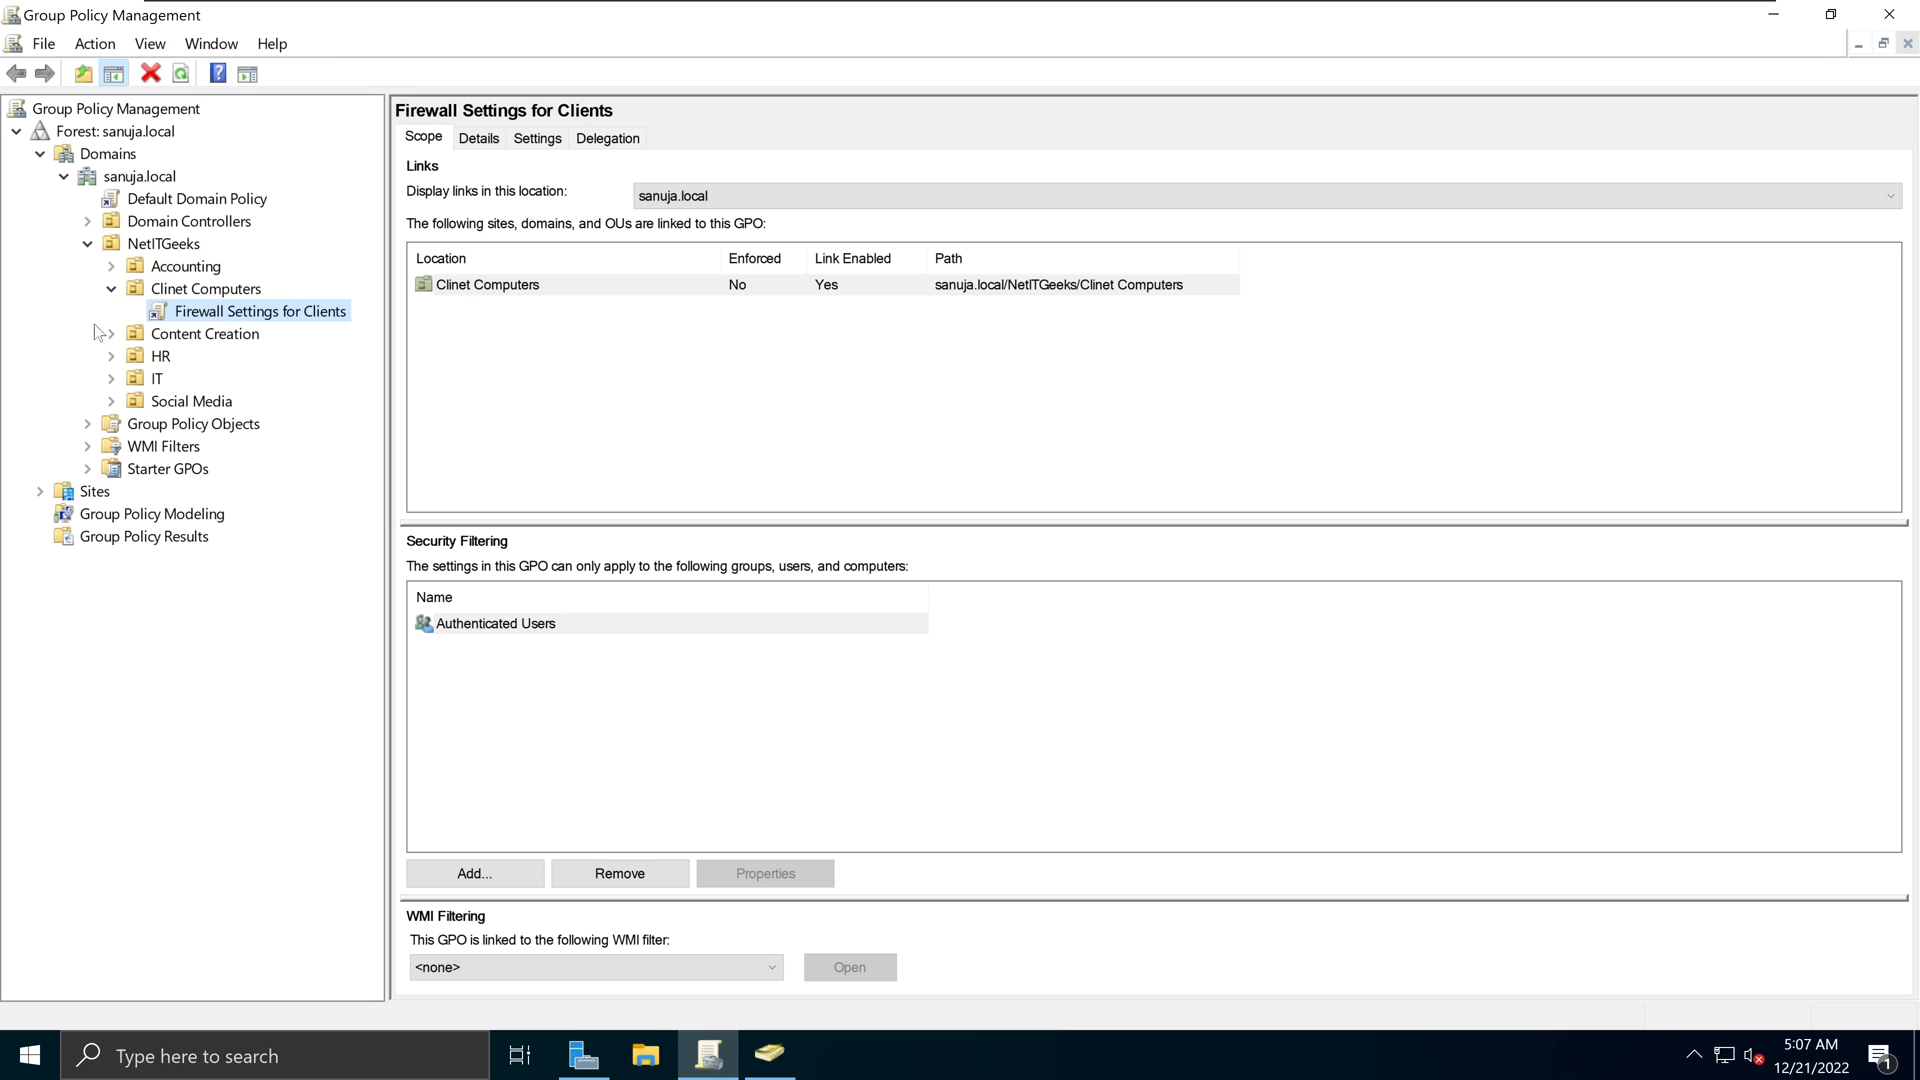 Group Policy Management
File Action View Window Help
Group Policy Management
Forest: sanuja.local
Domains
sanuja.local
Default Domain Policy
Domain Controllers
NetITGeeks
Accounting
Clinet Computers
Firewall Settings for Clients
Content Creation
HR
IT
Social Media
Group Policy Objects
WMI Filters
Starter GPOs
Sites
Group Policy Modeling
Group Policy Results
Firewall Settings for Clients
Scope Details Settings Delegation
Links
Display links in this location: sanuja.local
The following sites, domains, and OUs are linked to this GPO:
Location Enforced Link Enabled Path
Clinet Computers No Yes sanuja.local/NetITGeeks/Clinet Computers
Security Filtering
The settings in this GPO can only apply to the following groups, users, and computers:
Name
Authenticated Users
Add... Remove Properties
WMI Filtering
This GPO is linked to the following WMI filter:
<none> Open
Type here to search
5:07 AM
12/21/2022
1